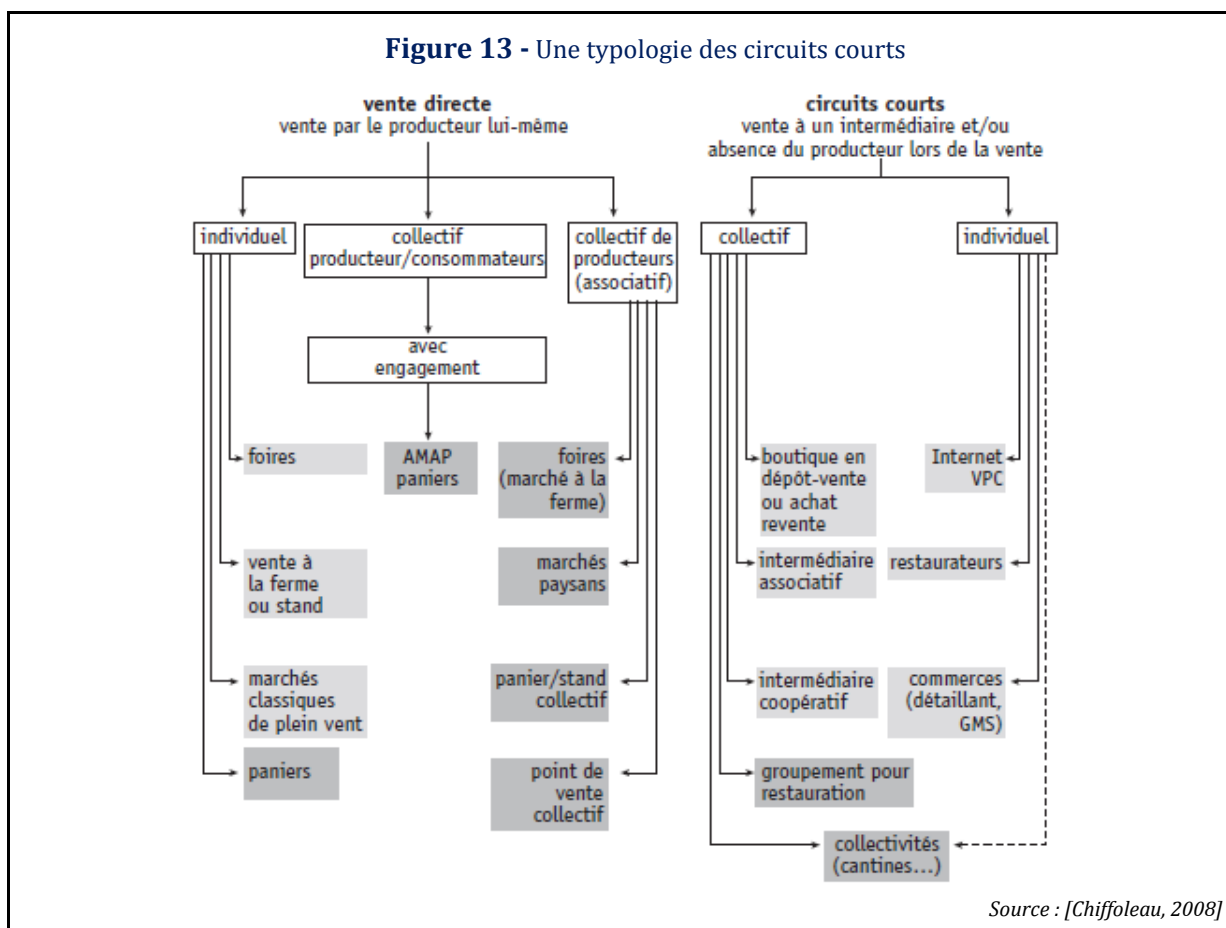 Figure 13 - Une typologie des circuits courts
vente directe
vente par le producteur lui-même
circuits courts
vente à un intermédiaire et/ou
absence du producteur lors de la vente
individuel
collectif
producteur/consommateurs
collectif de
producteurs
(associatif)
collectif
individuel
avec
engagement
foires
AMAP
paniers
foires
(marché à la
ferme)
boutique en
dépôt-vente
ou achat
revente
Internet
VPC
vente à
la ferme
ou stand
marchés
paysans
intermédiaire
associatif
restaurateurs
marchés
classiques
de plein vent
panier/stand
collectif
intermédiaire
coopératif
commerces
(détaillant,
GMS)
paniers
point de
vente
collectif
groupement pour
restauration
collectivités
(cantines...)
Source : [Chiffoleau, 2008]